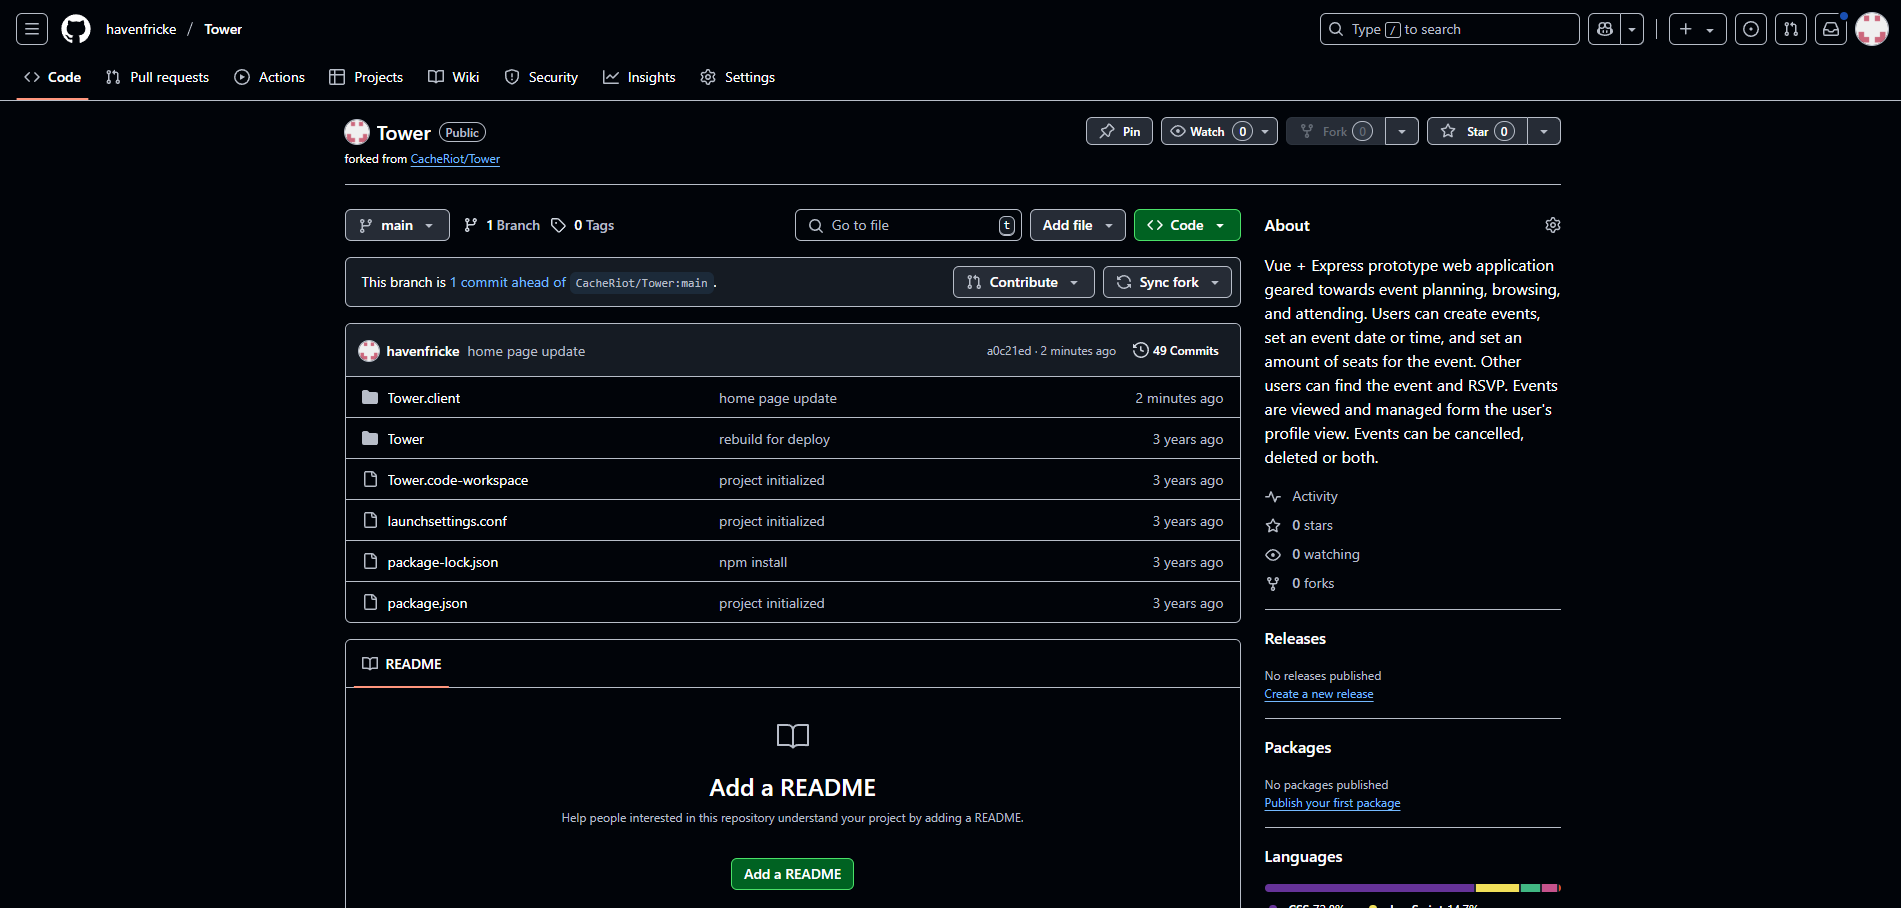 havenfricke / Tower
Type / to search
Code
Pull requests
Actions
Projects
Wiki
Security
Insights
Settings
Tower Public
forked from CacheRiot/Tower
Pin
Watch 0
Fork 0
Star 0
main
1 Branch
0 Tags
Go to file t
Add file
Code
This branch is 1 commit ahead of CacheRiot/Tower:main .
Contribute
Sync fork
havenfricke home page update a0c21ed · 2 minutes ago 49 Commits
Tower.client home page update 2 minutes ago
Tower rebuild for deploy 3 years ago
Tower.code-workspace project initialized 3 years ago
launchsettings.conf project initialized 3 years ago
package-lock.json npm install 3 years ago
package.json project initialized 3 years ago
README
Add a README
Help people interested in this repository understand your project by adding a README.
Add a README
About
Vue + Express prototype web application
geared towards event planning, browsing,
and attending. Users can create events,
set an event date or time, and set an
amount of seats for the event. Other
users can find the event and RSVP. Events
are viewed and managed form the user's
profile view. Events can be cancelled,
deleted or both.
Activity
0 stars
0 watching
0 forks
Releases
No releases published
Create a new release
Packages
No packages published
Publish your first package
Languages